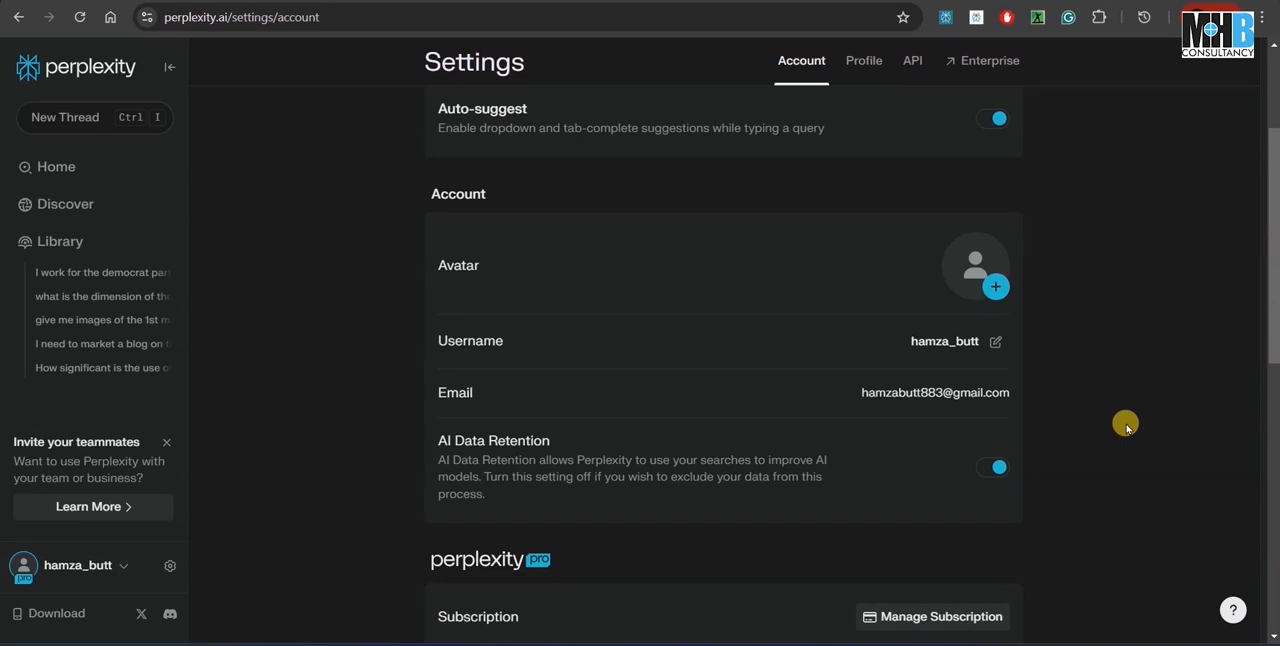 perplexity.ai/settings/account
MHB
CONSULTANCY
perplexity
Settings
Account
Profile
API
Enterprise
New Thread
Ctrl
I
Home
Discover
Library
I work for the democrat par
what is the dimension of the
give me images of the 1st m
I need to market a blog on
How significant is the use o
Auto-suggest
Enable dropdown and tab-complete suggestions while typing a query
Account
Avatar
Username
hamza_butt
Email
hamzabutt883@gmail.com
AI Data Retention
AI Data Retention allows Perplexity to use your searches to improve AI
models. Turn this setting off if you wish to exclude your data from this
process.
Invite your teammates
Want to use Perplexity with
your team or business?
Learn More >
hamza_butt
pro
Download
perplexity pro
Subscription
Manage Subscription
?